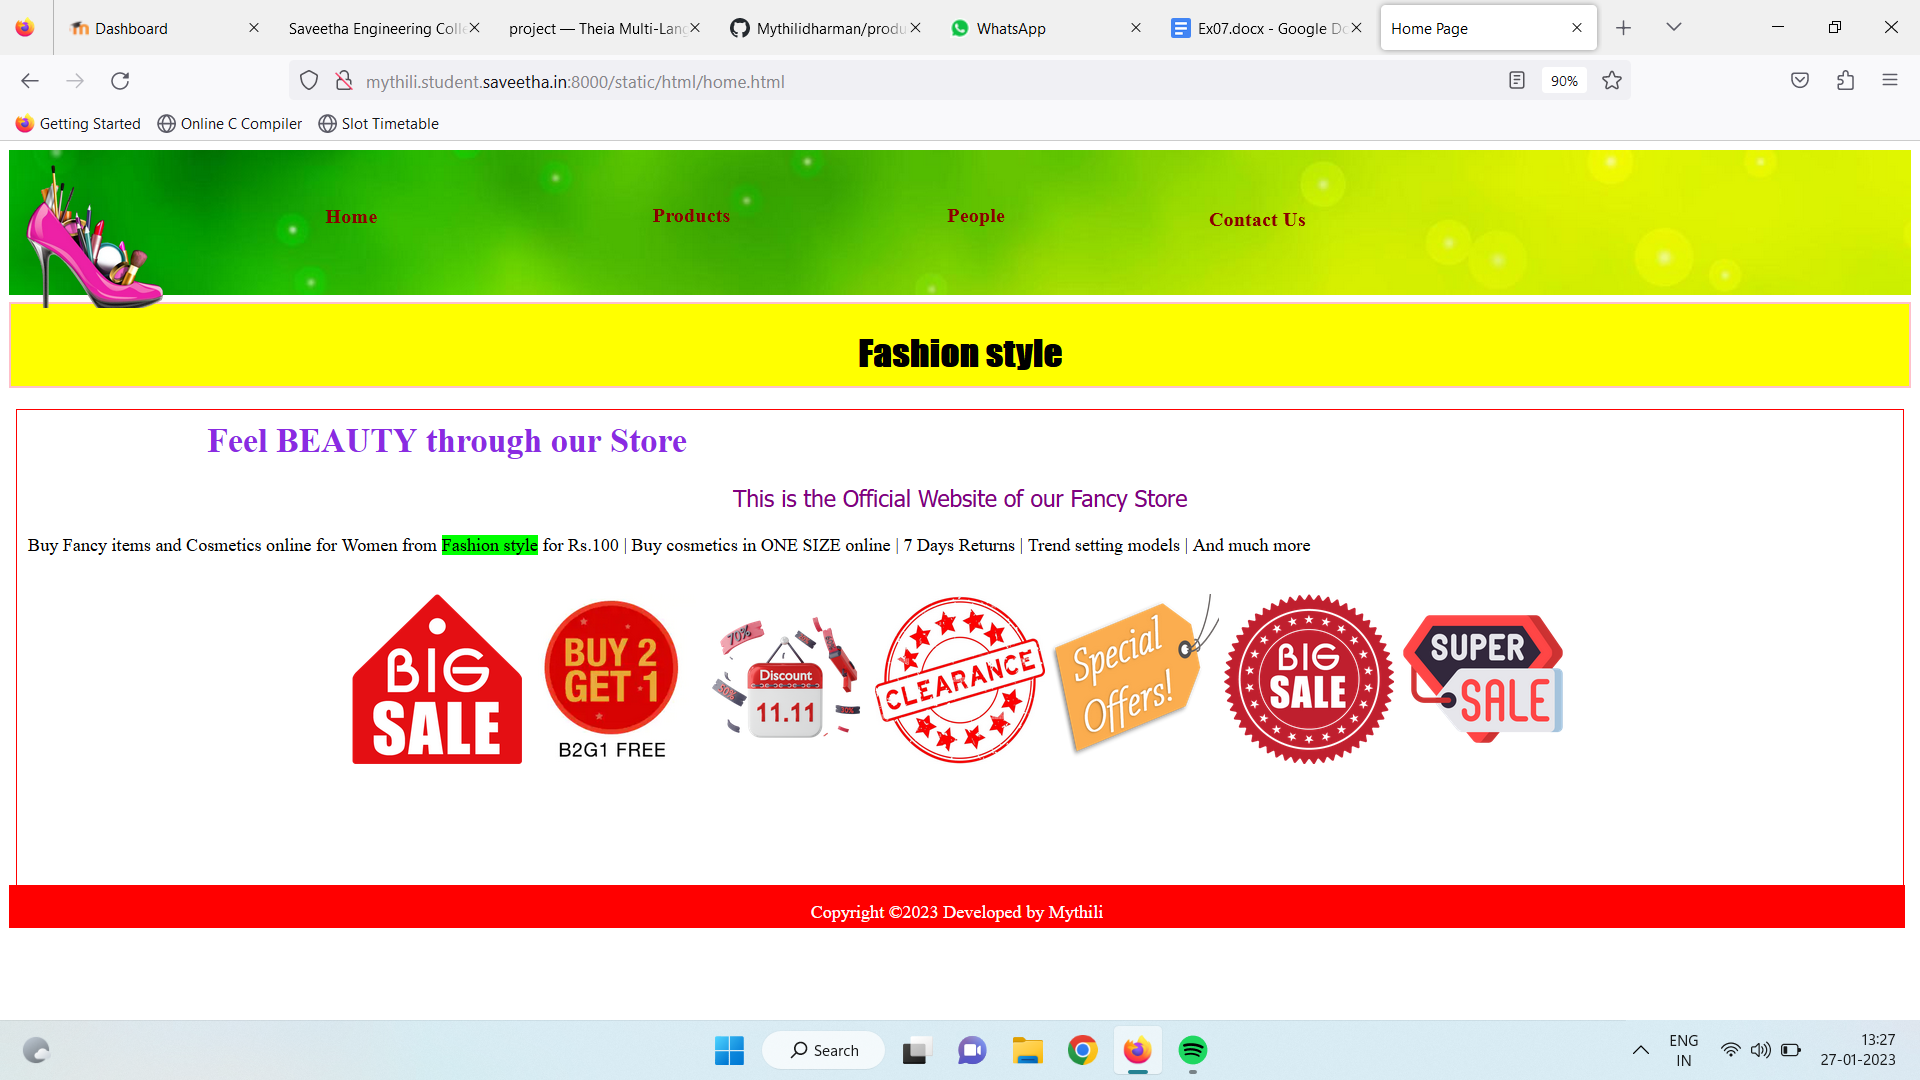 Dashboard
Saveetha Engineering Colle
project — Theia Multi-Lang
Mythilidharman/produ
WhatsApp
Ex07.docx - Google Do
Home Page
mythili.student.saveetha.in:8000/static/html/home.html
90%
Getting Started
Online C Compiler
Slot Timetable
Home
Products
People
Contact Us
Fashion style
Feel BEAUTY through our Store
This is the Official Website of our Fancy Store
Buy Fancy items and Cosmetics online for Women from Fashion style for Rs.100 | Buy cosmetics in ONE SIZE online | 7 Days Returns | Trend setting models | And much more
BIG
SALE
BUY 2
GET 1
B2G1 FREE
70%
50%
Discount
11.11
CLEARANCE
Special
Offers!
BIG
SALE
SUPER
SALE
Copyright ©2023 Developed by Mythili
Search
ENG
IN
13:27
27-01-2023